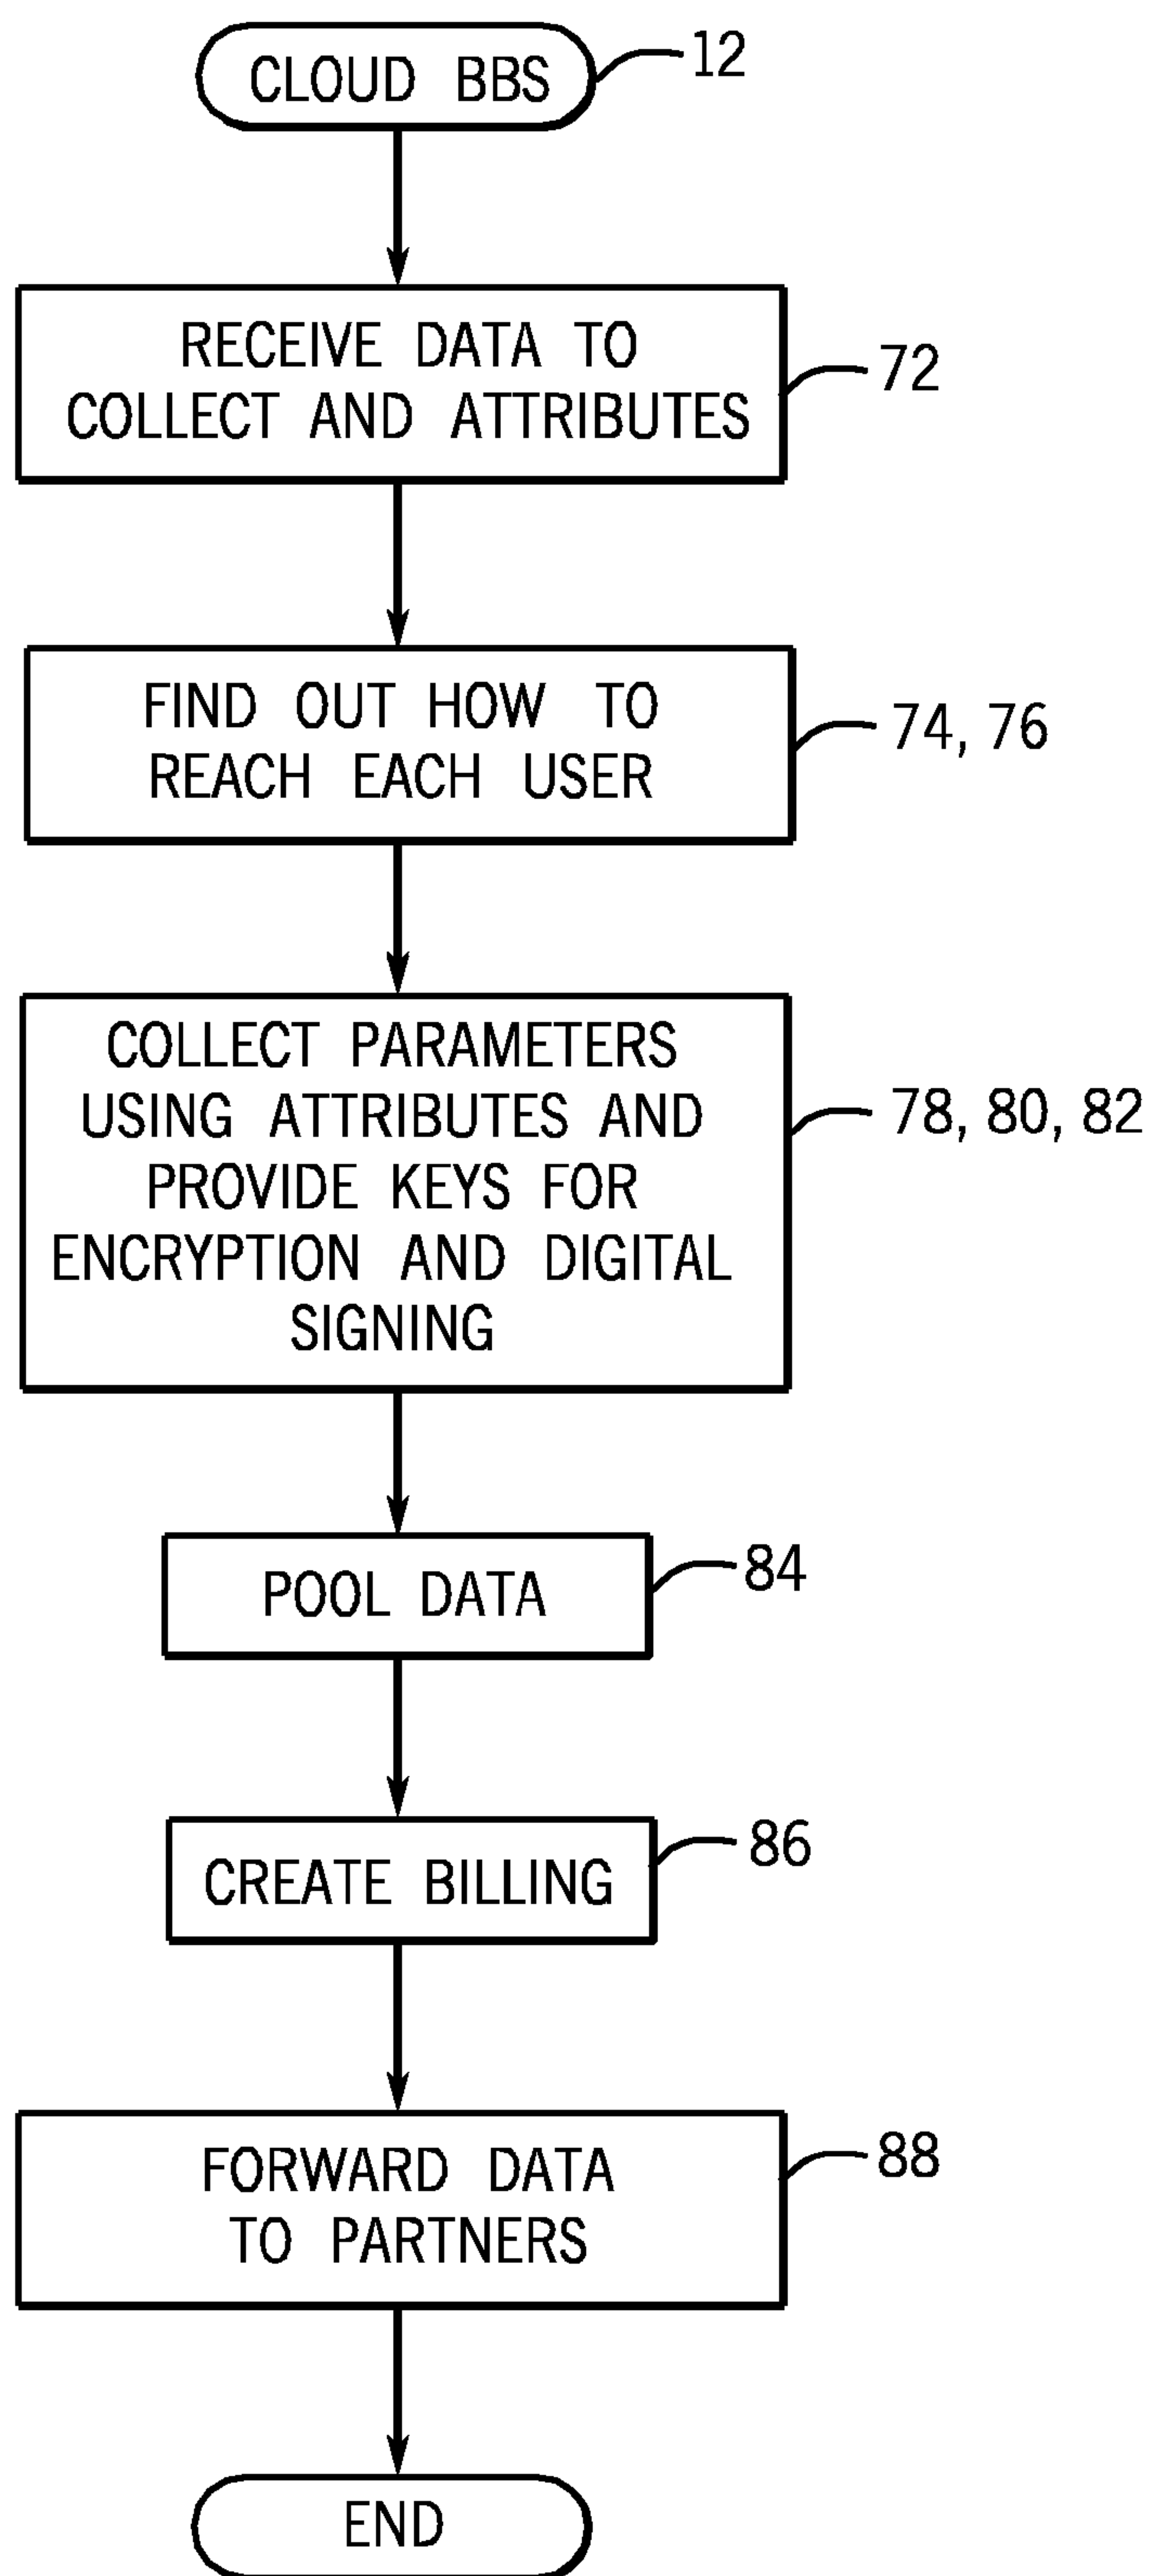 CLOUD BBS
12
RECEIVE DATA TO
COLLECT AND ATTRIBUTES
72
FIND OUT HOW TO
REACH EACH USER
74, 76
COLLECT PARAMETERS
USING ATTRIBUTES AND
PROVIDE KEYS FOR
ENCRYPTION AND DIGITAL
SIGNING
78, 80, 82
POOL DATA
84
CREATE BILLING
86
FORWARD DATA
TO PARTNERS
88
END